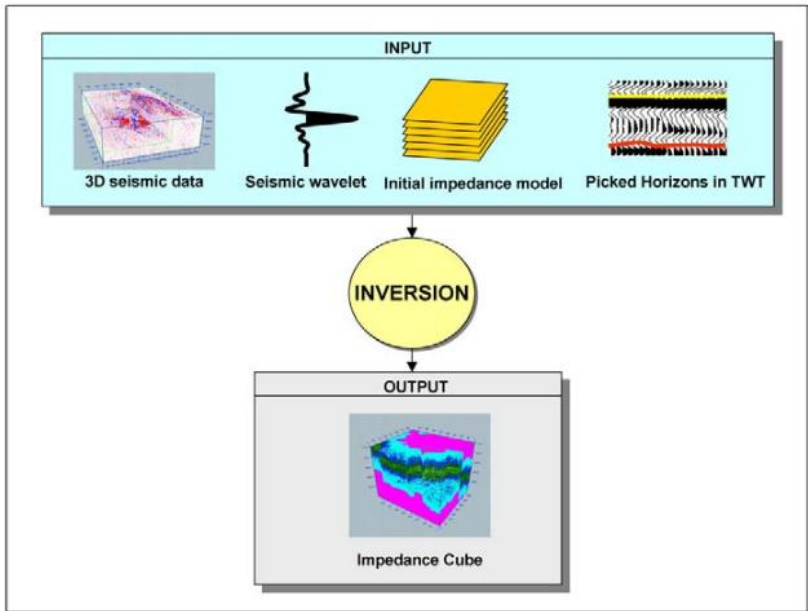 INPUT
3D seismic data
Seismic wavelet
Initial impedance model
Picked Horizons in TWT
INVERSION
OUTPUT
Impedance Cube